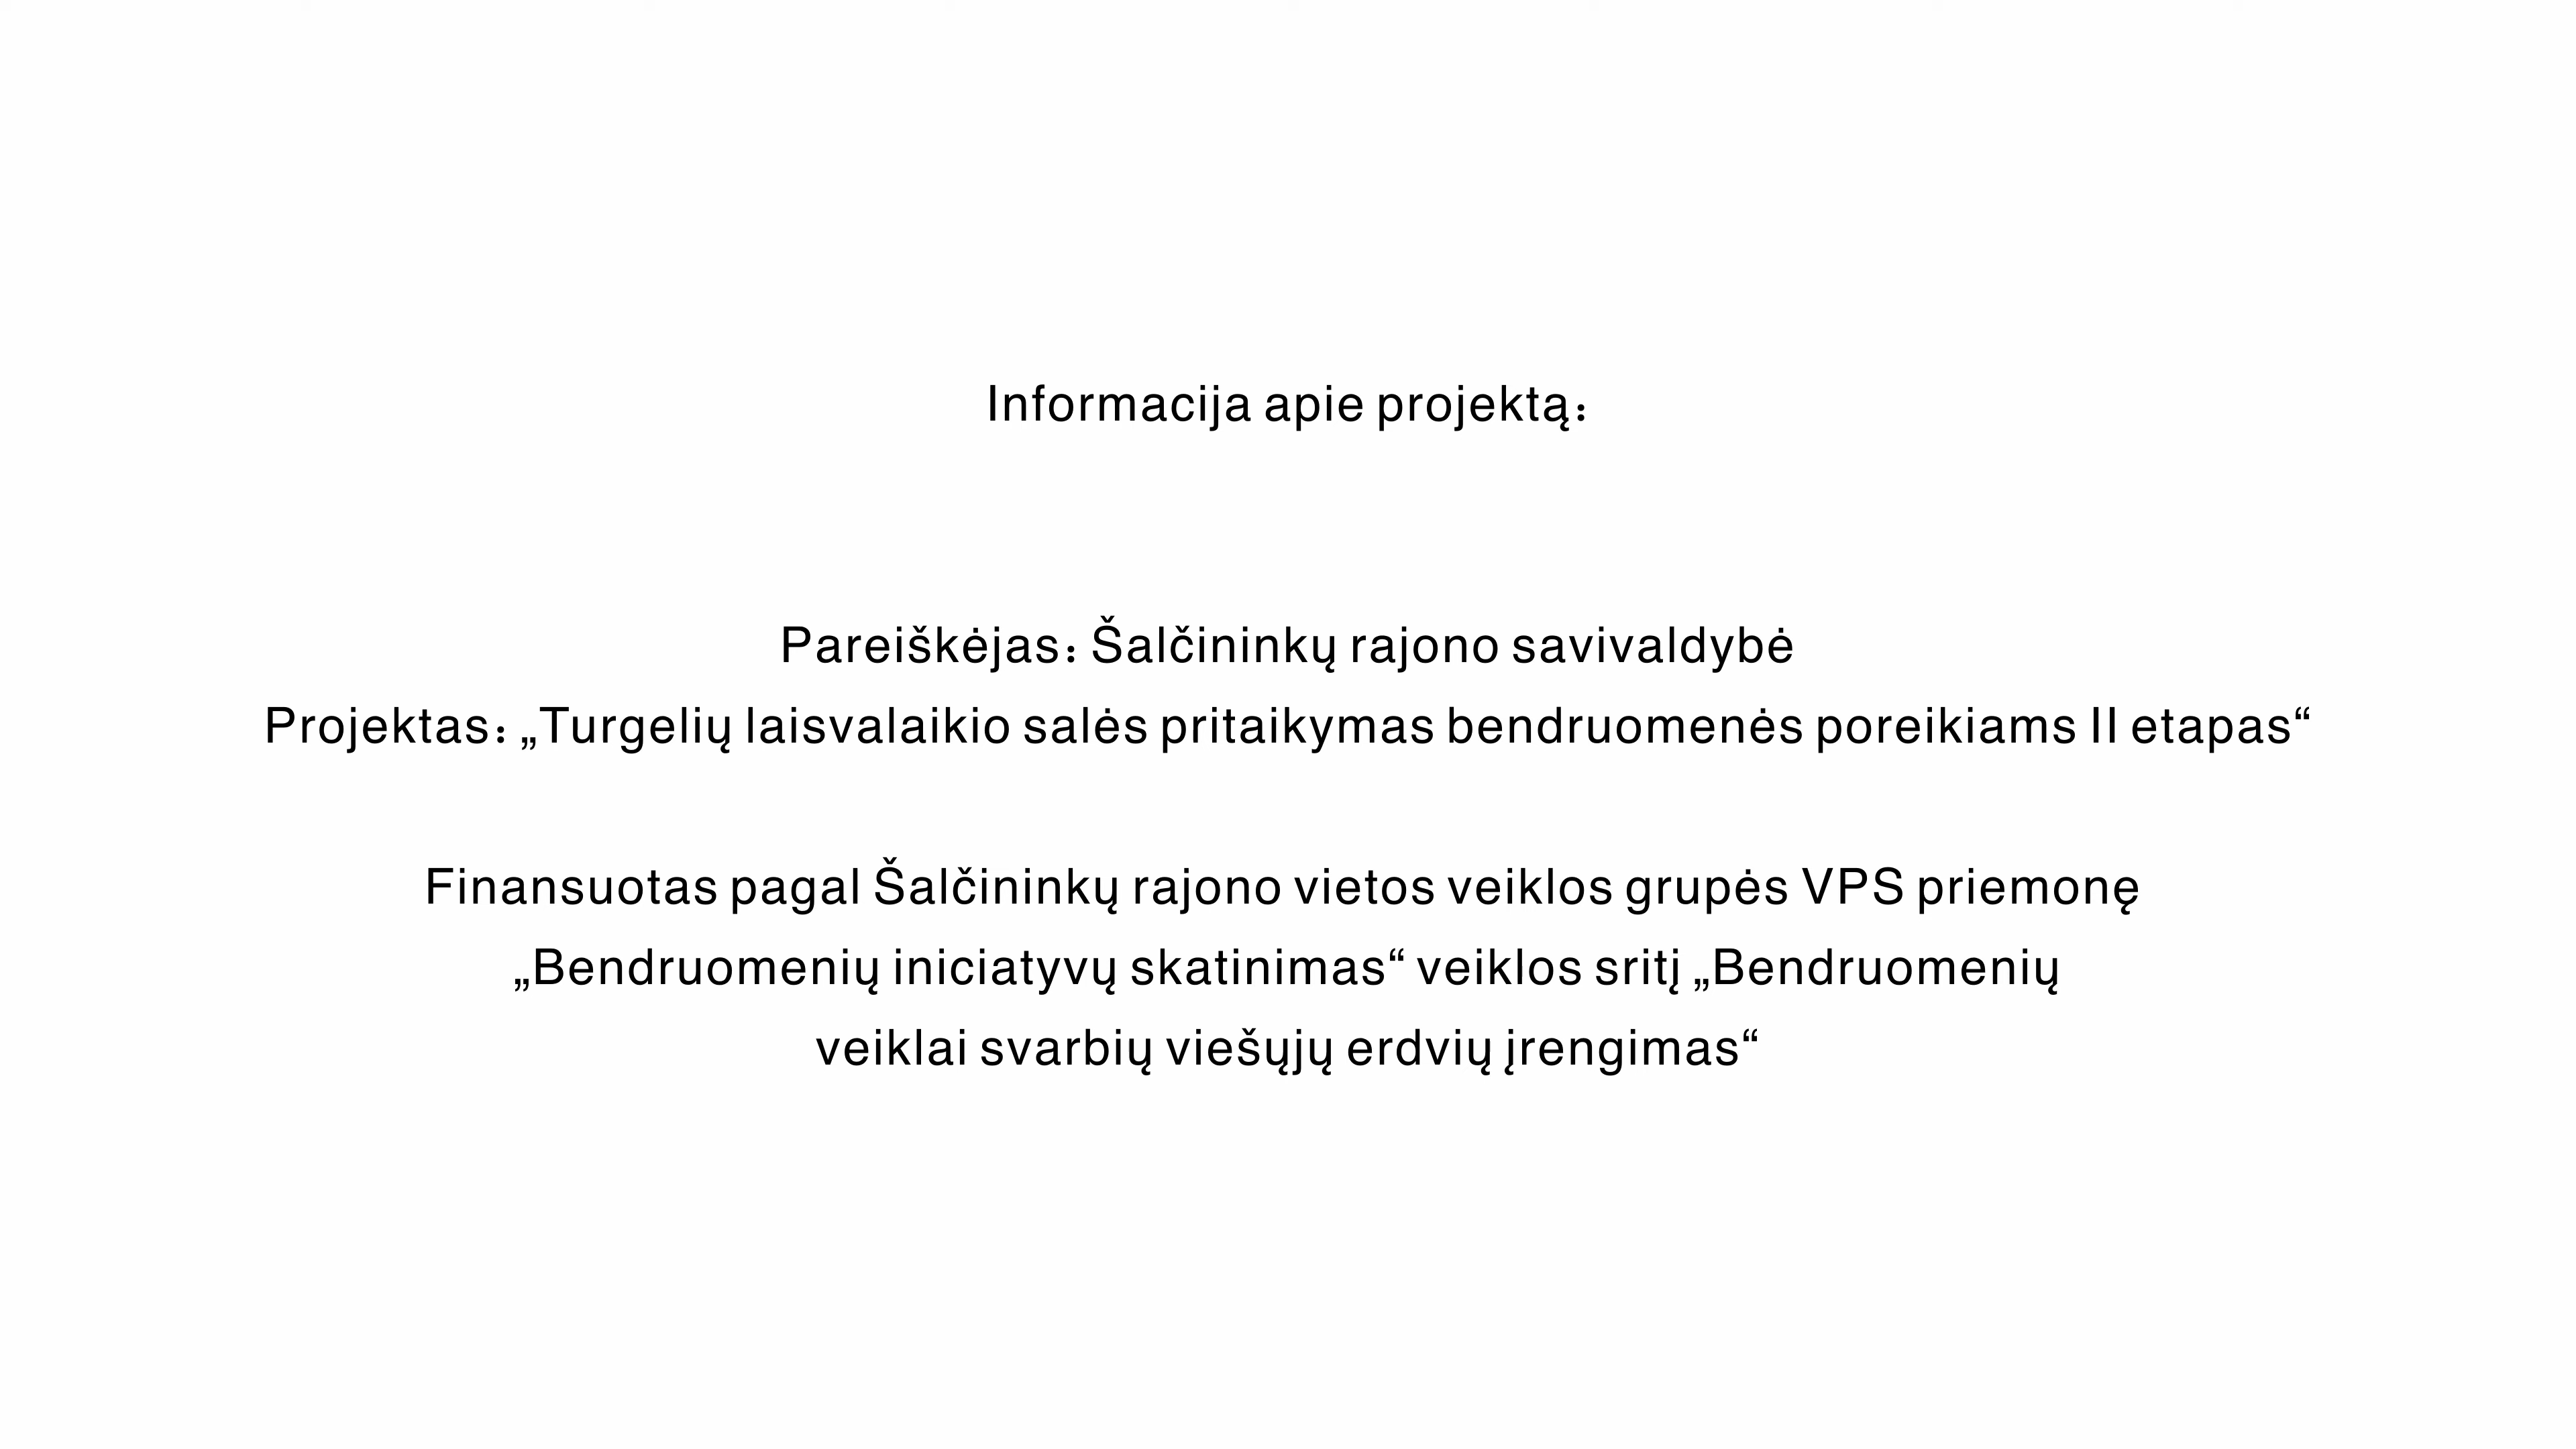 Informacija apie projektą:
Pareiškėjas: Šalčininkų rajono savivaldybė
Projektas: „Turgelių laisvalaikio salės pritaikymas bendruomenės poreikiams II etapas“
Finansuotas pagal Šalčininkų rajono vietos veiklos grupės VPS priemonę
„Bendruomenių iniciatyvų skatinimas“ veiklos sritį „Bendruomenių
veiklai svarbių viešųjų erdvių įrengimas“